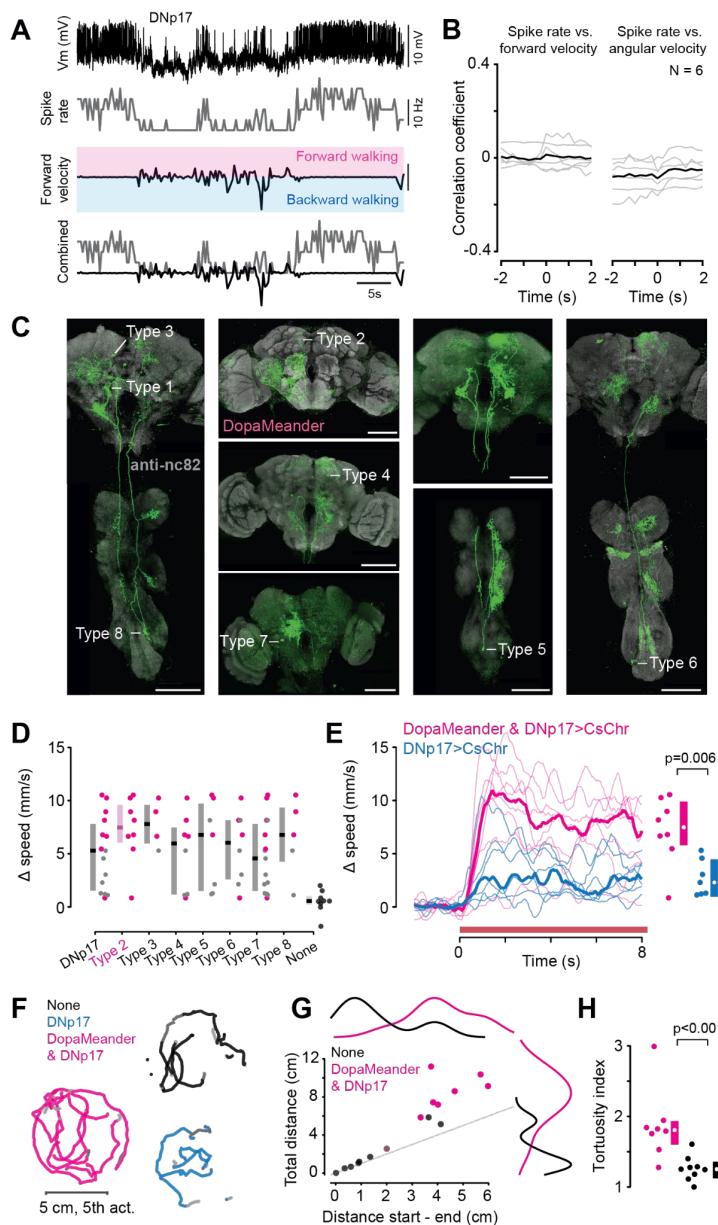 A
DNp17
Vm (mV)
10 mV
Spike
rate
10 Hz
Forward
velocity
Forward walking
Backward walking
Combined
5s
B
Spike rate vs.
forward velocity
Spike rate vs.
angular velocity
N = 6
Correlation coefficient
0.4
0
-0.4
-2 0 2
-2 0 2
Time (s)
Time (s)
C
Type 3
Type 1
anti-nc82
Type 8
Type 2
DopaMeander
Type 4
Type 7
Type 5
Type 6
D
Δ speed (mm/s)
15
10
5
0
DNp17
Type 2
Type 3
Type 4
Type 5
Type 6
Type 7
Type 8
None
E
DopaMeander & DNp17>CsChr
DNp17>CsChr
p=0.006
Δ speed (mm/s)
15
10
5
0
0 8
Time (s)
F
None
DNp17
DopaMeander
& DNp17
5 cm, 5th act.
G
None
DopaMeander
& DNp17
Total distance (cm)
12
8
4
0
0 1 2 3 4 5 6
Distance start - end (cm)
H
p<0.00
Tortuosity index
3
2
1